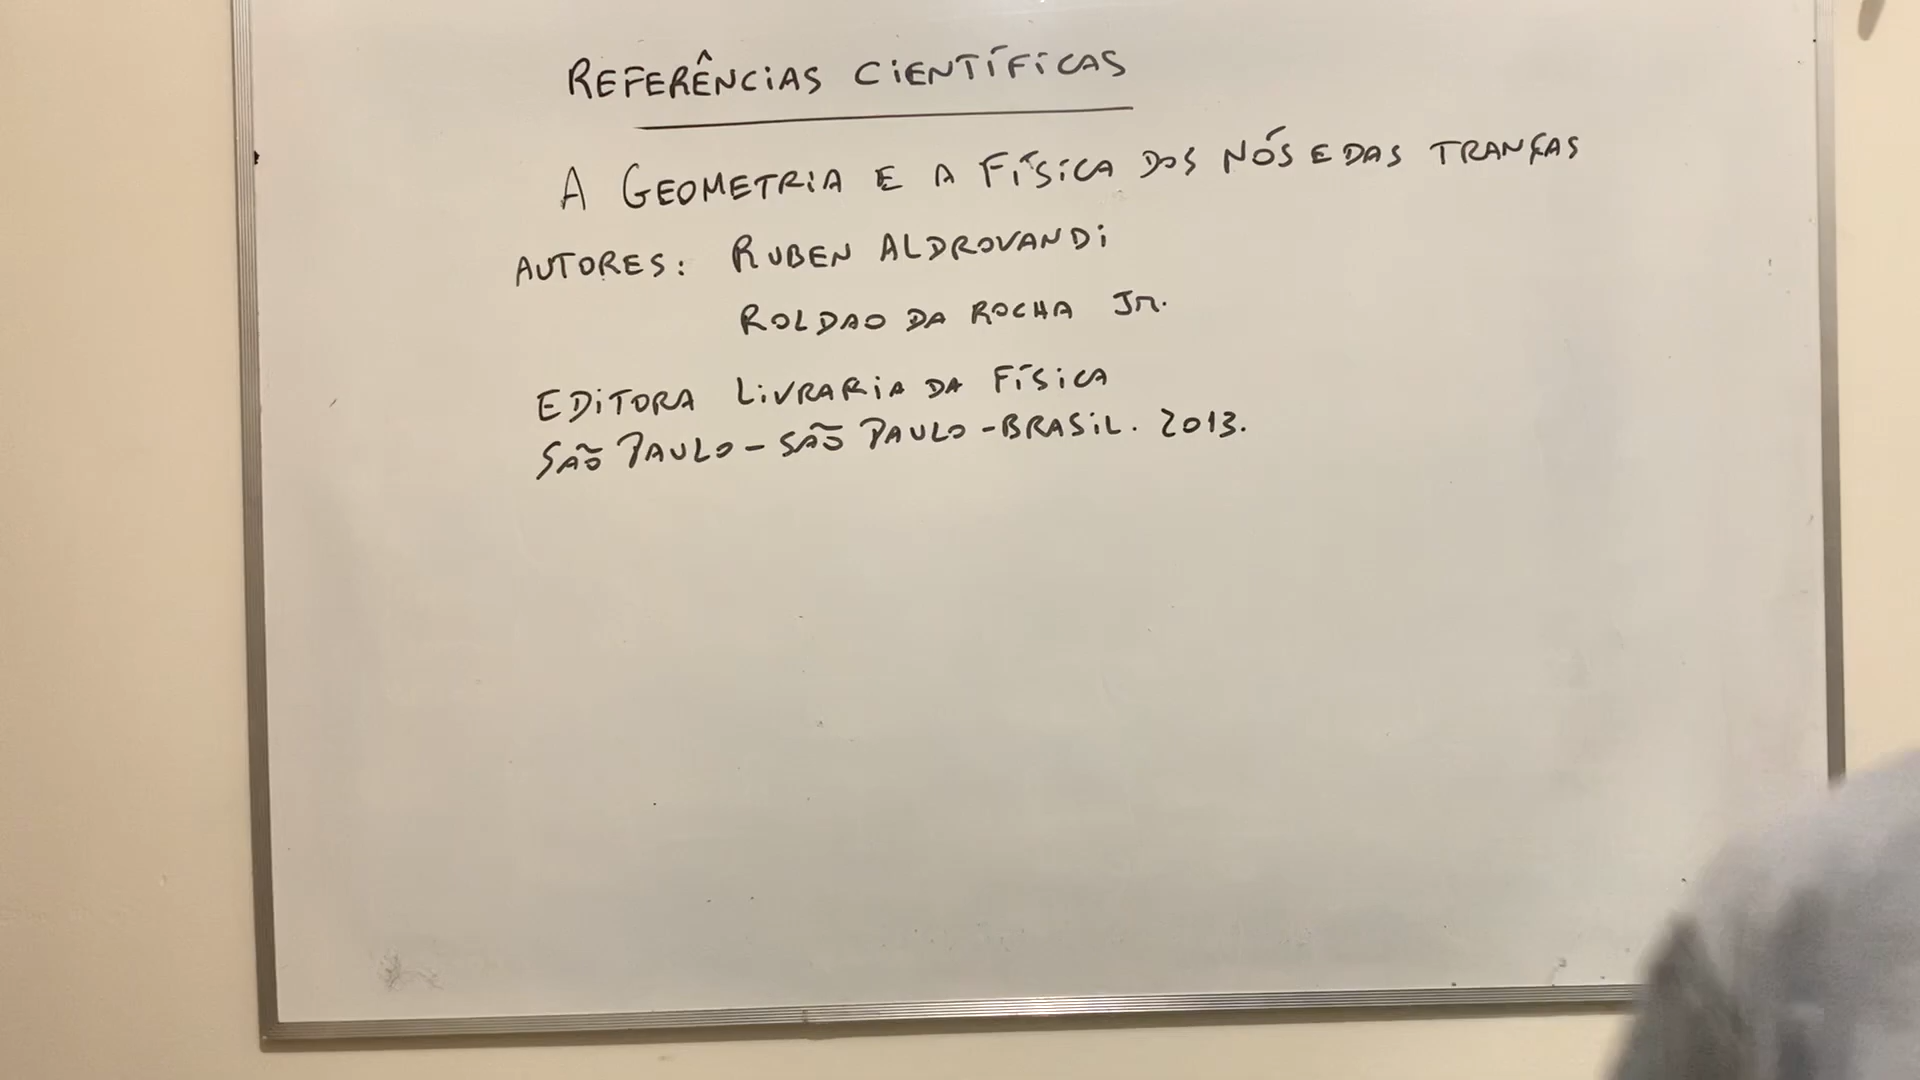 REFERÊNCIAS CIENTÍFICAS
A GEOMETRIA E A FÍSICA DOS NÓS E DAS TRANÇAS
AUTORES: RUBEN ALDROVANDI
ROLDAO DA ROCHA Jr.
EDITORA LIVRARIA DA FÍSICA
SÃO PAULO - SÃO PAULO - BRASIL. 2013.